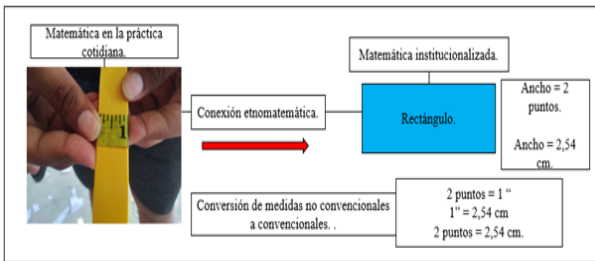 Matemática en la práctica
cotidiana.
Matemática institucionalizada.
1
Conexión etnomatemática.
Rectángulo.
Ancho = 2
puntos.
Ancho = 2,54
cm.
Conversión de medidas no convencionales
a convencionales. .
2 puntos = 1 “
1” = 2,54 cm
2 puntos = 2,54 cm.